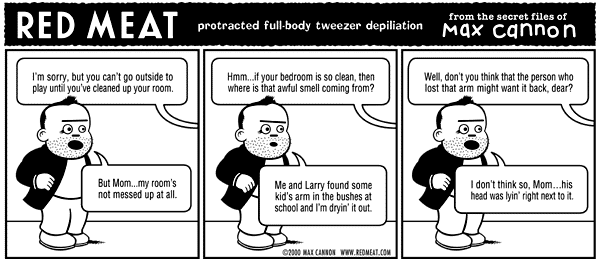 RED MEAT
protracted full-body tweezer depiliation
from the secret files of
Max cannon
I'm sorry, but you can't go outside to
play until you've cleaned up your room.
But Mom...my room's
not messed up at all.
Hmm...if your bedroom is so clean, then
where is that awful smell coming from?
Me and Larry found some
kid's arm in the bushes at
school and I'm dryin' it out.
©2000 MAX CANNON WWW.REDMEAT.COM
Well, don't you think that the person who
lost that arm might want it back, dear?
I don't think so, Mom...his
head was lyin' right next to it.